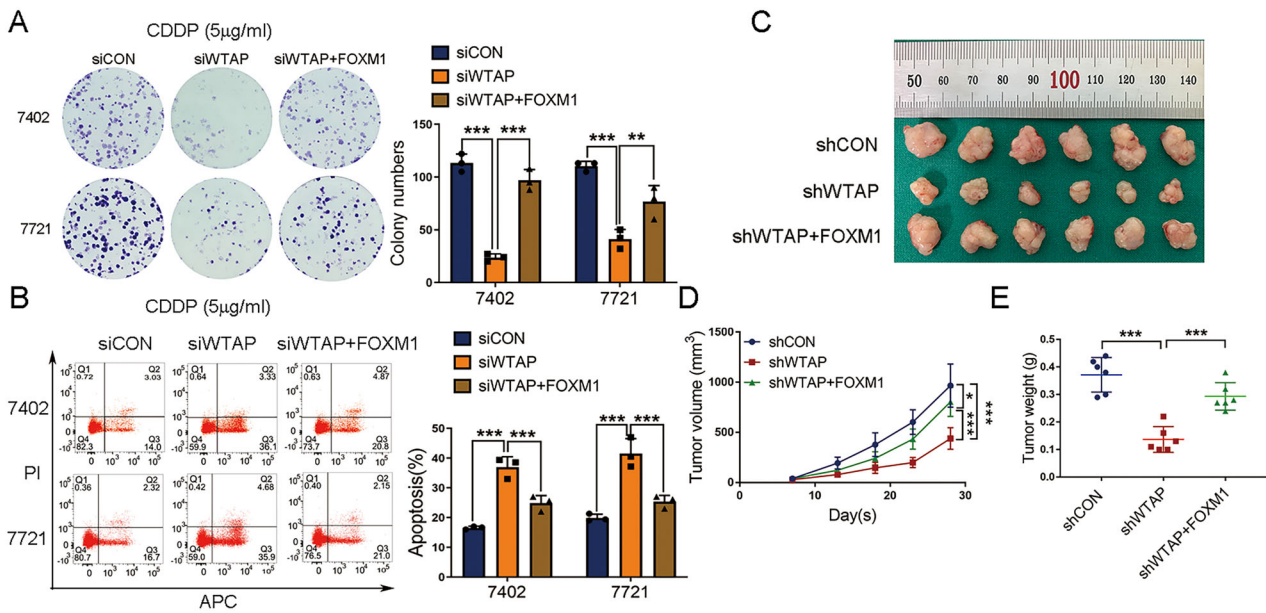 A
CDDP (5μg/ml)
siCON siWTAP siWTAP+FOXM1
7402
7721
siCON
siWTAP
siWTAP+FOXM1
Colony numbers
150
100
50
0
*** *** *** **
7402 7721
B
CDDP (5μg/ml)
siCON siWTAP siWTAP+FOXM1
7402
Q1 0.72 Q2 3.03 Q4 82.3 Q3 14.0
Q1 0.64 Q2 3.33 Q4 59.9 Q3 36.1
Q1 0.63 Q2 4.87 Q4 73.7 Q3 20.8
7721
0.36 Q2 2.32 Q4 80.7 Q3 16.7
Q1 0.42 Q2 4.68 Q4 59.0 Q3 35.9
Q1 0.40 Q2 2.15 Q4 76.5 Q3 21.0
PI
APC
siCON
siWTAP
siWTAP+FOXM1
Apoptosis(%)
50
40
30
20
10
0
*** *** *** ***
7402 7721
C
50 60 70 80 90 100 110 120 130 140
shCON
shWTAP
shWTAP+FOXM1
D
Tumor volume (mm³)
1500
1000
500
0
shCON
shWTAP
shWTAP+FOXM1
* *** ***
0 10 20 30
Day(s)
E
Tumor weight (g)
0.5
0.4
0.3
0.2
0.1
0.0
*** ***
shCON
shWTAP
shWTAP+FOXM1